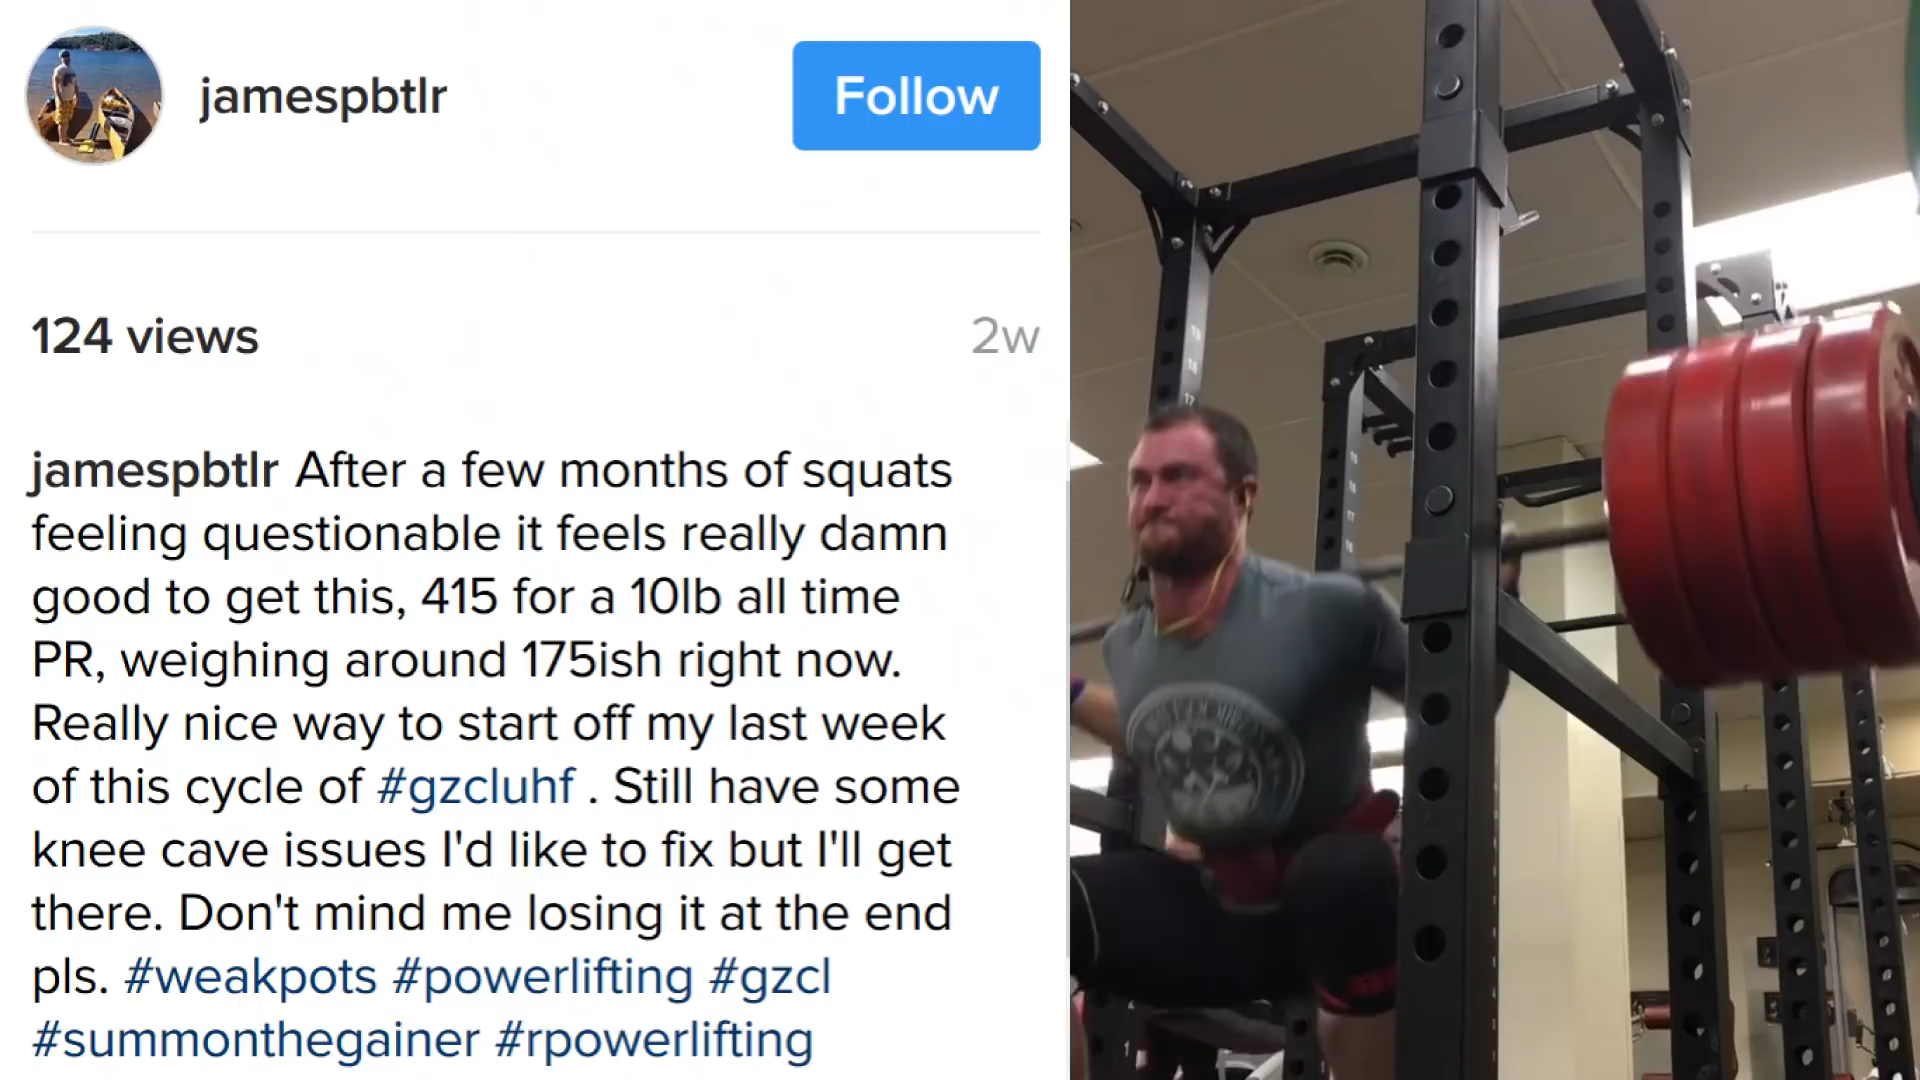 jamespbtlr
Follow
124 views
2w
jamespbtlr After a few months of squats
feeling questionable it feels really damn
good to get this, 415 for a 10lb all time
PR, weighing around 175ish right now.
Really nice way to start off my last week
of this cycle of #gzcluhf . Still have some
knee cave issues I'd like to fix but I'll get
there. Don't mind me losing it at the end
pls. #weakpots #powerlifting #gzcl
#summonthegainer #rpowerlifting